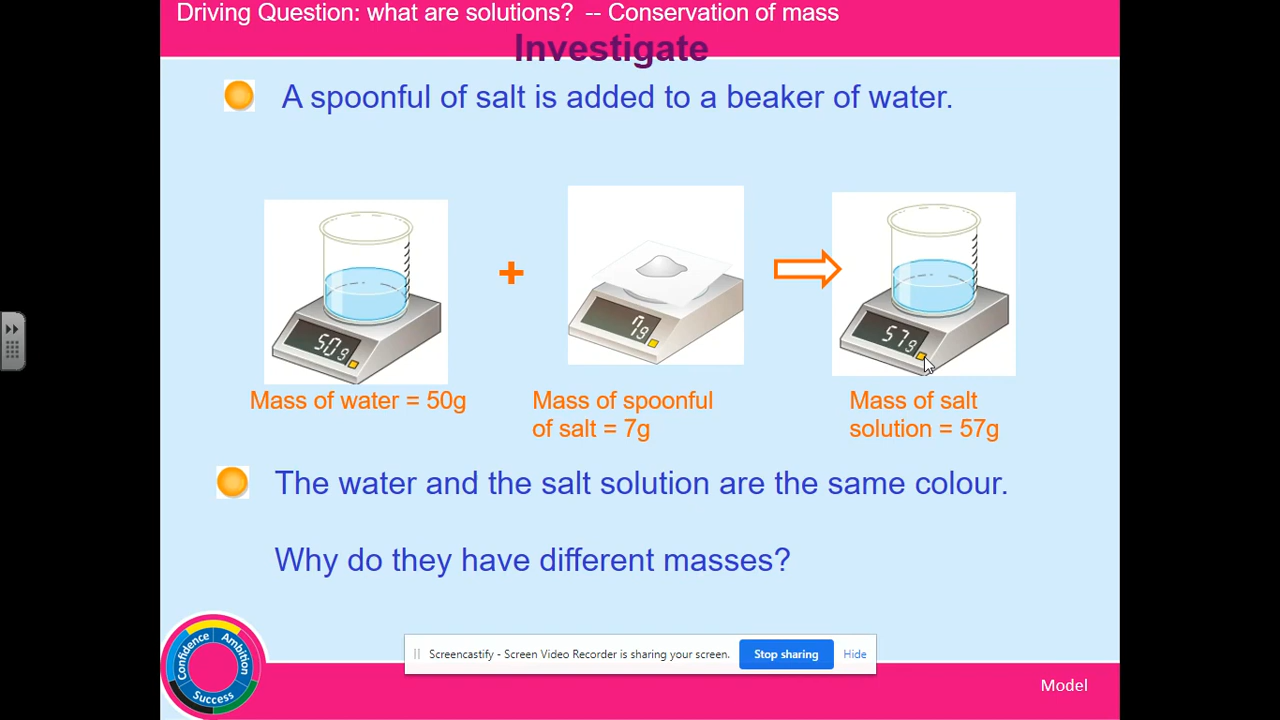 Driving Question: what are solutions? -- Conservation of mass
Investigate
A spoonful of salt is added to a beaker of water.
50g
+
7g
57g
Mass of water = 50g
Mass of spoonful
of salt = 7g
Mass of salt
solution = 57g
The water and the salt solution are the same colour.
Why do they have different masses?
Confidence
Ambition
Success
Screencastify - Screen Video Recorder is sharing your screen.
Stop sharing
Hide
Model